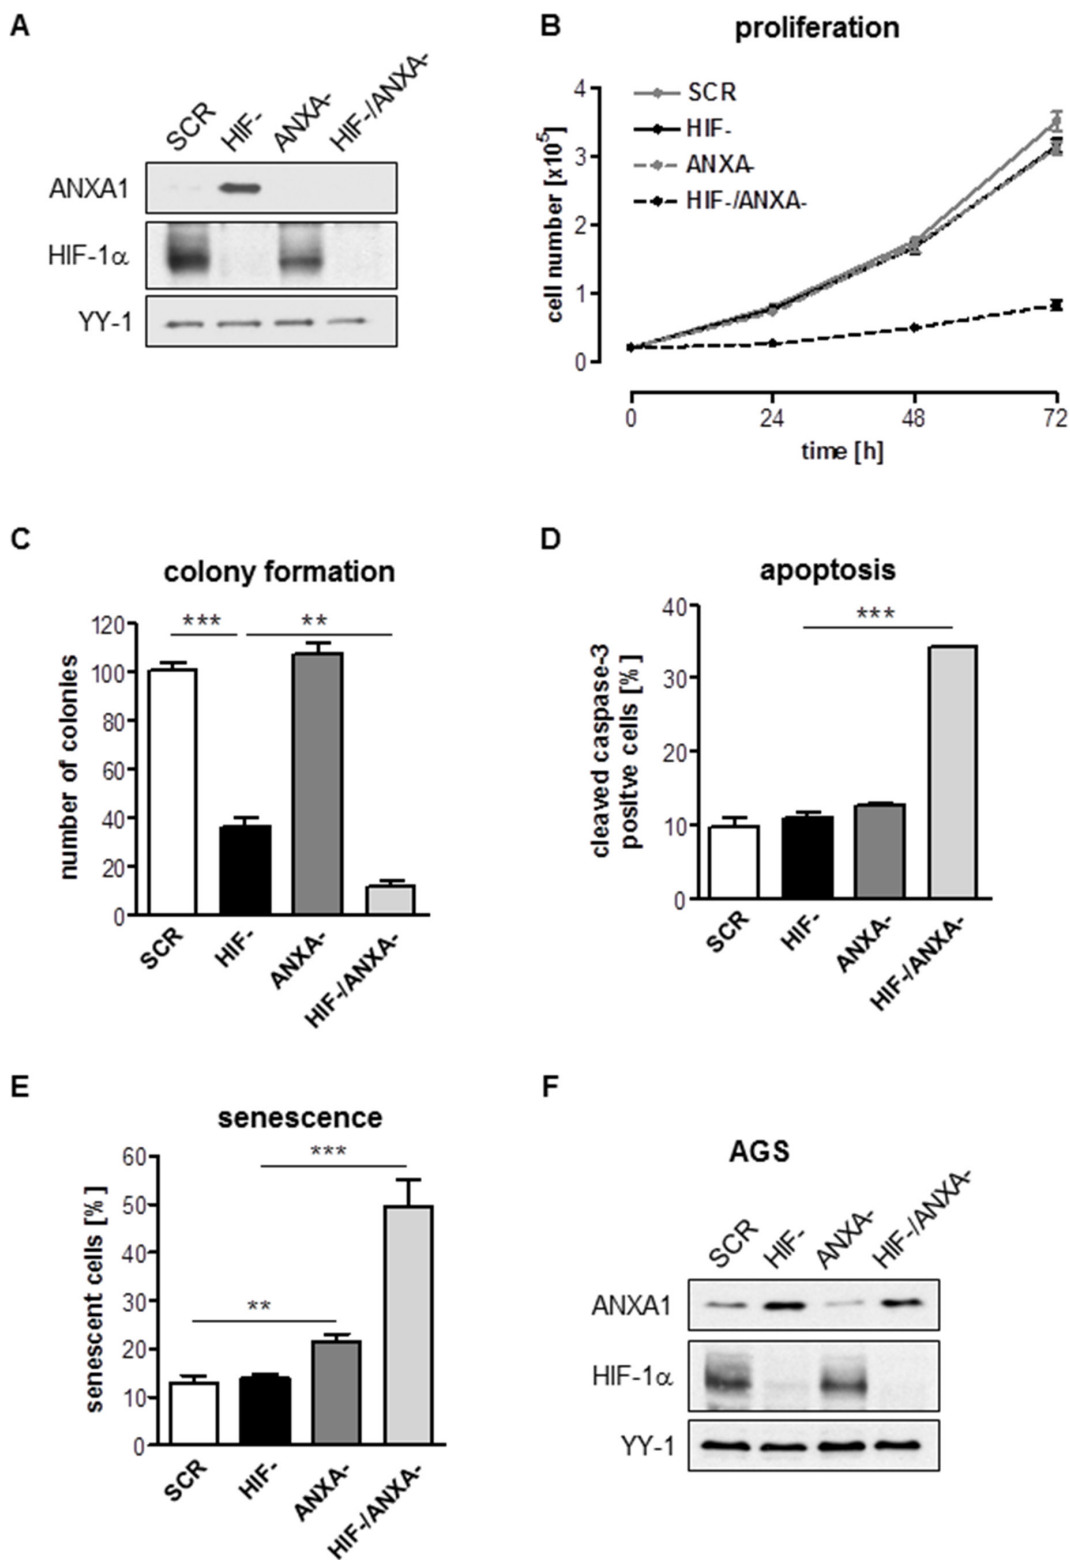 A
SCR HIF- ANXA- HIF-/ANXA-
ANXA1
HIF-1α
YY-1
B
proliferation
cell number [x10⁵]
4
3
2
1
0
SCR
HIF-
ANXA-
HIF-/ANXA-
0 24 48 72
time [h]
C
colony formation
number of colonies
120
100
80
60
40
20
0
*** **
SCR HIF- ANXA- HIF-/ANXA-
D
apoptosis
cleaved caspase-3
positve cells [%]
40
30
20
10
0
***
SCR HIF- ANXA- HIF-/ANXA-
E
senescence
senescent cells [%]
60
50
40
30
20
10
0
***
**
SCR HIF- ANXA- HIF-/ANXA-
F
AGS
SCR HIF- ANXA- HIF-/ANXA-
ANXA1
HIF-1α
YY-1